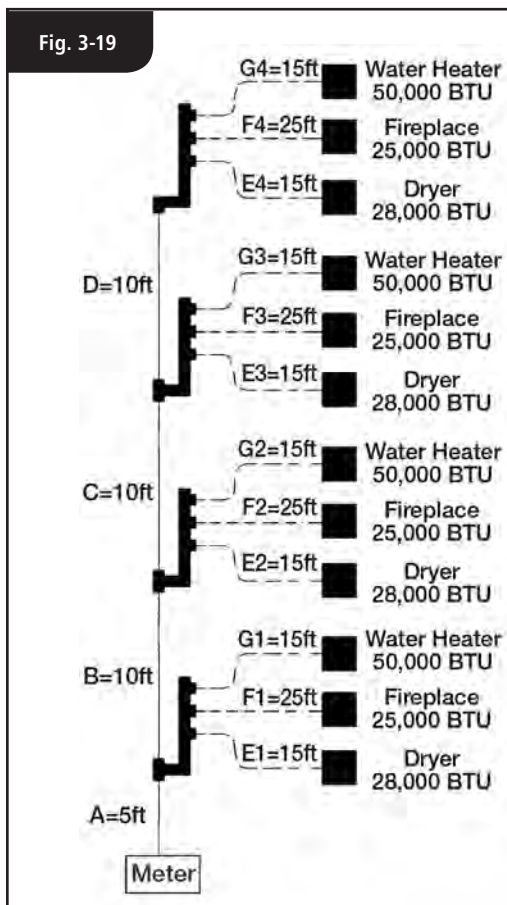 Fig. 3-19
G4=15ft
Water Heater
50,000 BTU
F4=25ft
Fireplace
25,000 BTU
E4=15ft
Dryer
28,000 BTU
D=10ft
G3=15ft
Water Heater
50,000 BTU
F3=25ft
Fireplace
25,000 BTU
E3=15ft
Dryer
28,000 BTU
C=10ft
G2=15ft
Water Heater
50,000 BTU
F2=25ft
Fireplace
25,000 BTU
E2=15ft
Dryer
28,000 BTU
B=10ft
G1=15ft
Water Heater
50,000 BTU
F1=25ft
Fireplace
25,000 BTU
E1=15ft
Dryer
28,000 BTU
A=5ft
Meter